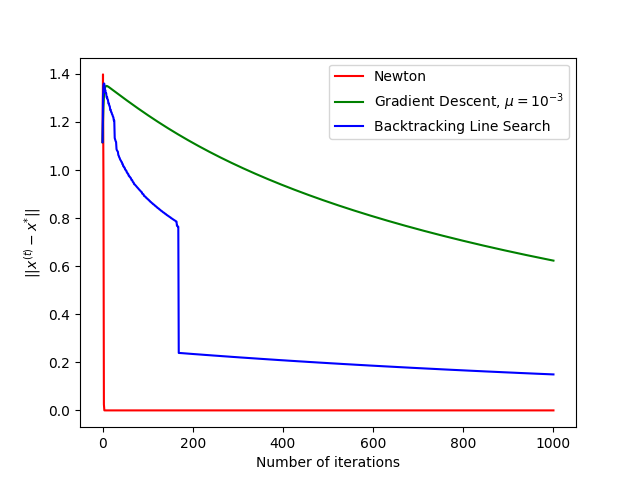 Newton
Gradient Descent, μ = 10⁻³
Backtracking Line Search
1.4
1.2
1.0
0.8
0.6
0.4
0.2
0.0
||x⁽ᵗ⁾ − x*||
0 200 400 600 800 1000
Number of iterations